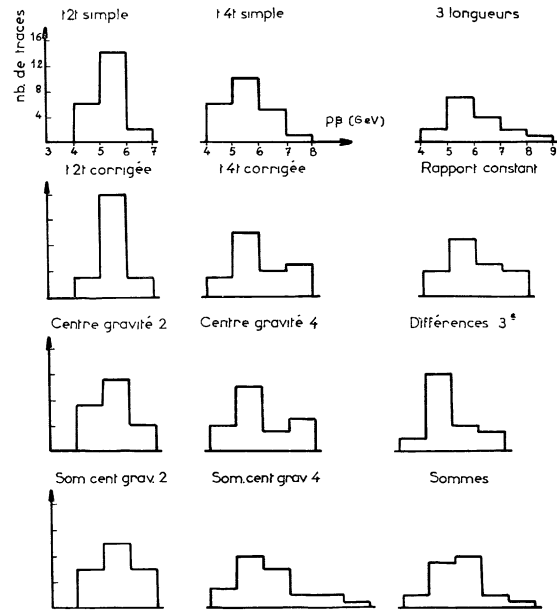 t2t simple
t4t simple
3 longueurs
nb. de traces
16
12
8
4
pβ (GeV)
3 4 5 6 7
4 5 6 7 8
4 5 6 7 8 9
t2t corrigée
t4t corrigée
Rapport constant
Centre gravité 2
Centre gravité 4
Différences 3e
Som cent grav. 2
Som. cent grav 4
Sommes